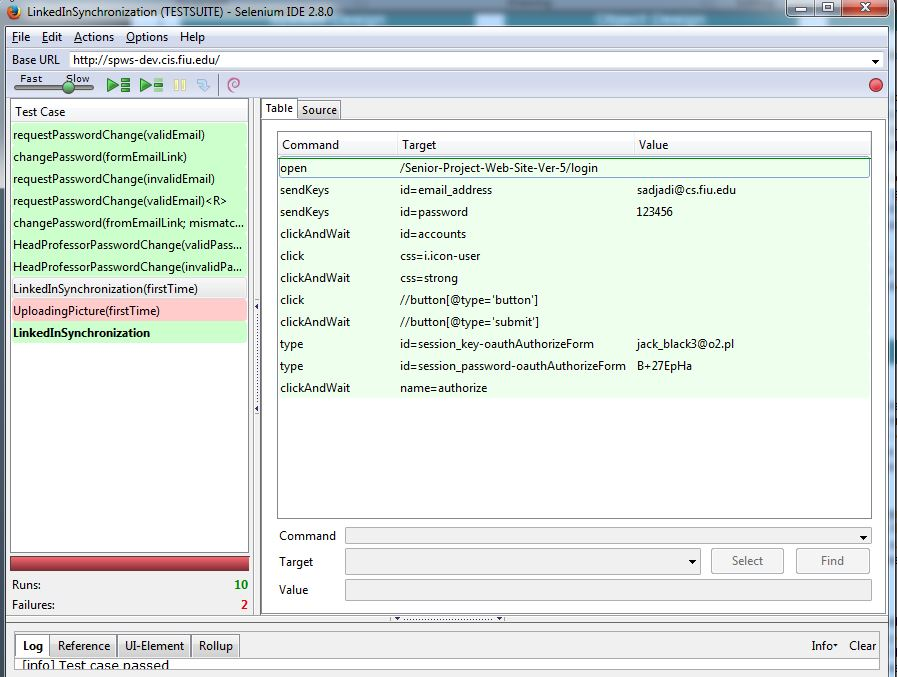 LinkedInSynchronization (TESTSUITE) - Selenium IDE 2.8.0
File Edit Actions Options Help
Base URL http://spws-dev.cis.fiu.edu/
Fast Slow
Test Case
requestPasswordChange(validEmail)
changePassword(formEmailLink)
requestPasswordChange(invalidEmail)
requestPasswordChange(validEmail)<R>
changePassword(fromEmailLink; mismatc...
HeadProfessorPasswordChange(validPass...
HeadProfessorPasswordChange(invalidPa...
LinkedInSynchronization(firstTime)
UploadingPicture(firstTime)
LinkedInSynchronization
Runs: 10
Failures: 2
Table Source
Command Target Value
open /Senior-Project-Web-Site-Ver-5/login
sendKeys id=email_address sadjadi@cs.fiu.edu
sendKeys id=password 123456
clickAndWait id=accounts
click css=i.icon-user
clickAndWait css=strong
click //button[@type='button']
clickAndWait //button[@type='submit']
type id=session_key-oauthAuthorizeForm jack_black3@o2.pl
type id=session_password-oauthAuthorizeForm B+27EpHa
clickAndWait name=authorize
Command
Target Select Find
Value
Log Reference UI-Element Rollup Info Clear
[info] Test case passed